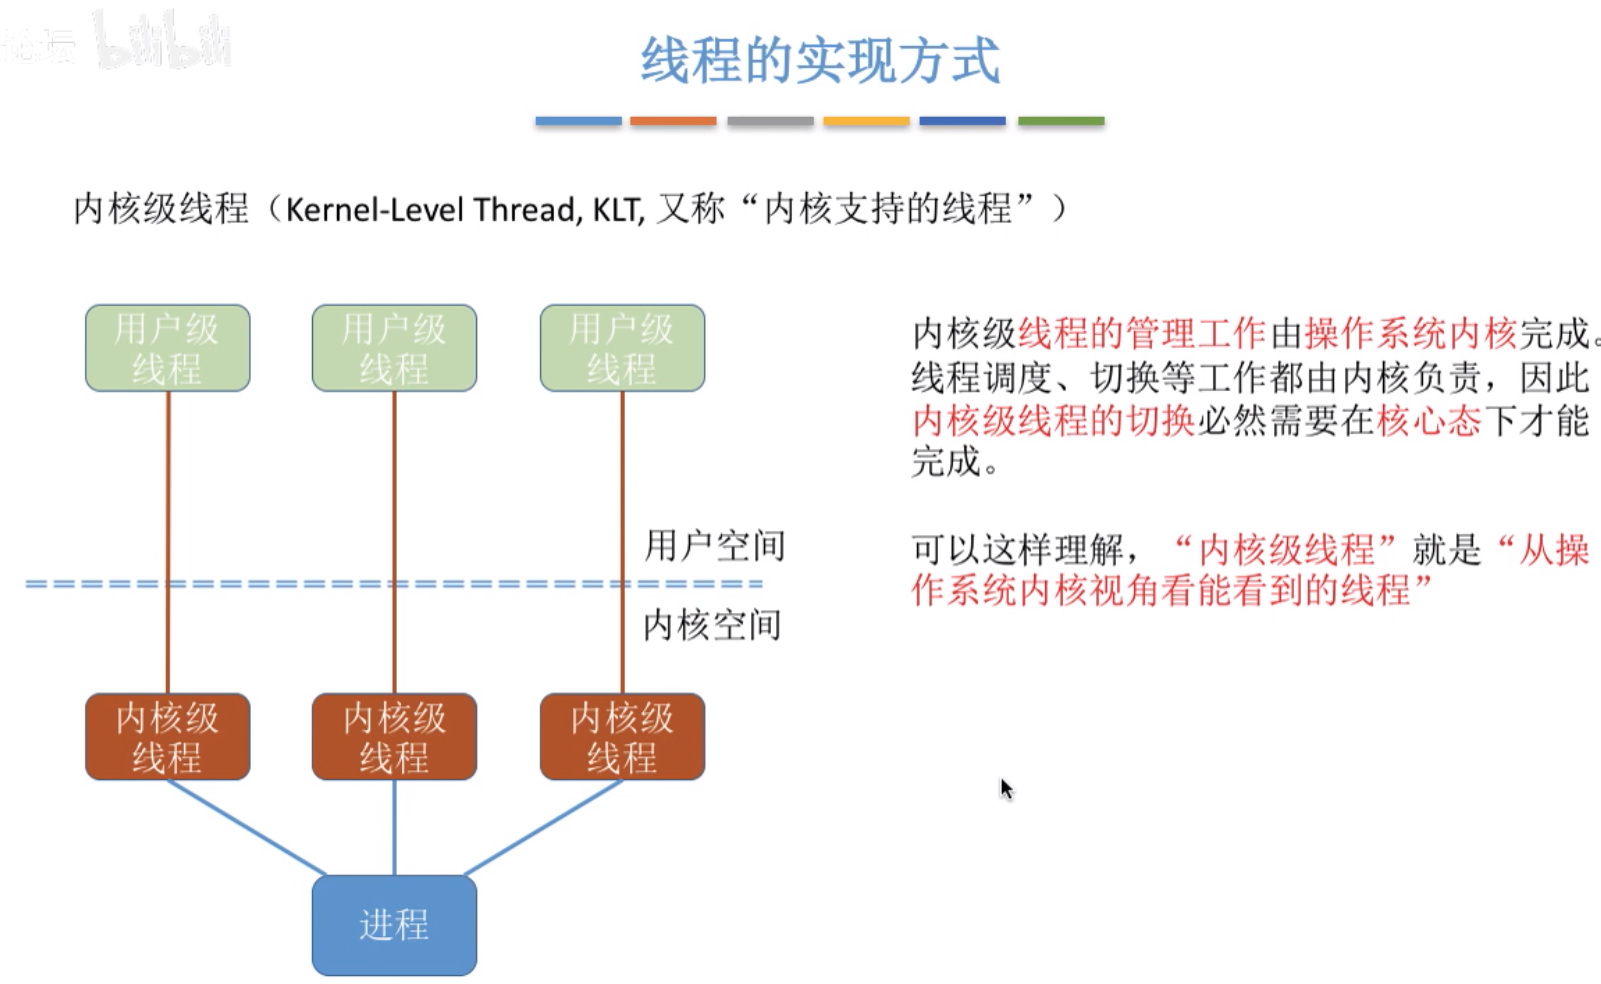 论坛 bilibili
线程的实现方式
内核级线程（Kernel-Level Thread, KLT, 又称“内核支持的线程”）
用户级
线程
用户级
线程
用户级
线程
用户空间
内核空间
内核级
线程
内核级
线程
内核级
线程
进程
内核级线程的管理工作由操作系统内核完成。
线程调度、切换等工作都由内核负责，因此
内核级线程的切换必然需要在核心态下才能
完成。
可以这样理解，“内核级线程”就是“从操
作系统内核视角看能看到的线程”